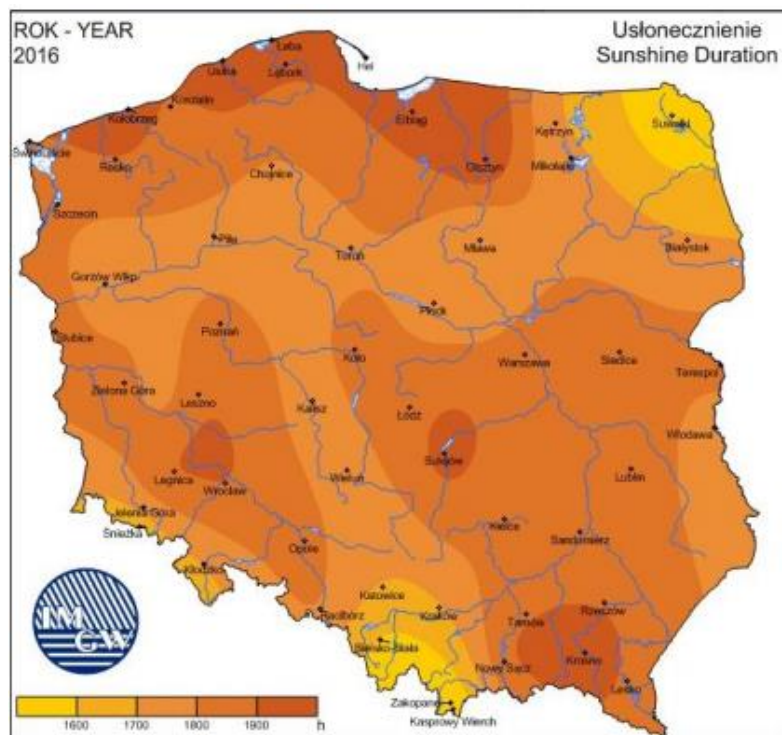 ROK - YEAR
2016
Usłonecznienie
Sunshine Duration
Łeba
Hel
Ustka
Lębork
Koszalin
Kołobrzeg
Elbląg
Kętrzyn
Suwałki
Świnoujście
Resko
Chojnice
Olsztyn
Mikołajki
Szczecin
Piła
Toruń
Mława
Białystok
Gorzów Wlkp
Płock
Słubice
Poznań
Koło
Warszawa
Siedlce
Terespol
Zielona Góra
Leszno
Kalisz
Łódź
Włodawa
Legnica
Wrocław
Wieluń
Sulejów
Lublin
Jelenia Góra
Śnieżka
Opole
Kielce
Sandomierz
Kłodzko
Katowice
Racibórz
Kraków
Tarnów
Rzeszów
Bielsko-Biała
Nowy Sącz
Krosno
Lesko
Zakopane
Kasprowy Wierch
IM
GW
1600 1700 1800 1900 h